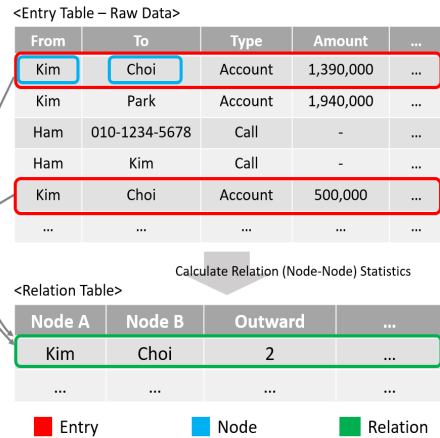 <Entry Table – Raw Data>
From To Type Amount ...
Kim Choi Account 1,390,000 ...
Kim Park Account 1,940,000 ...
Ham 010-1234-5678 Call - ...
Ham Kim Call - ...
Kim Choi Account 500,000 ...
... ... ... ... ...
Calculate Relation (Node-Node) Statistics
<Relation Table>
Node A Node B Outward ...
Kim Choi 2 ...
... ... ... ...
Entry Node Relation